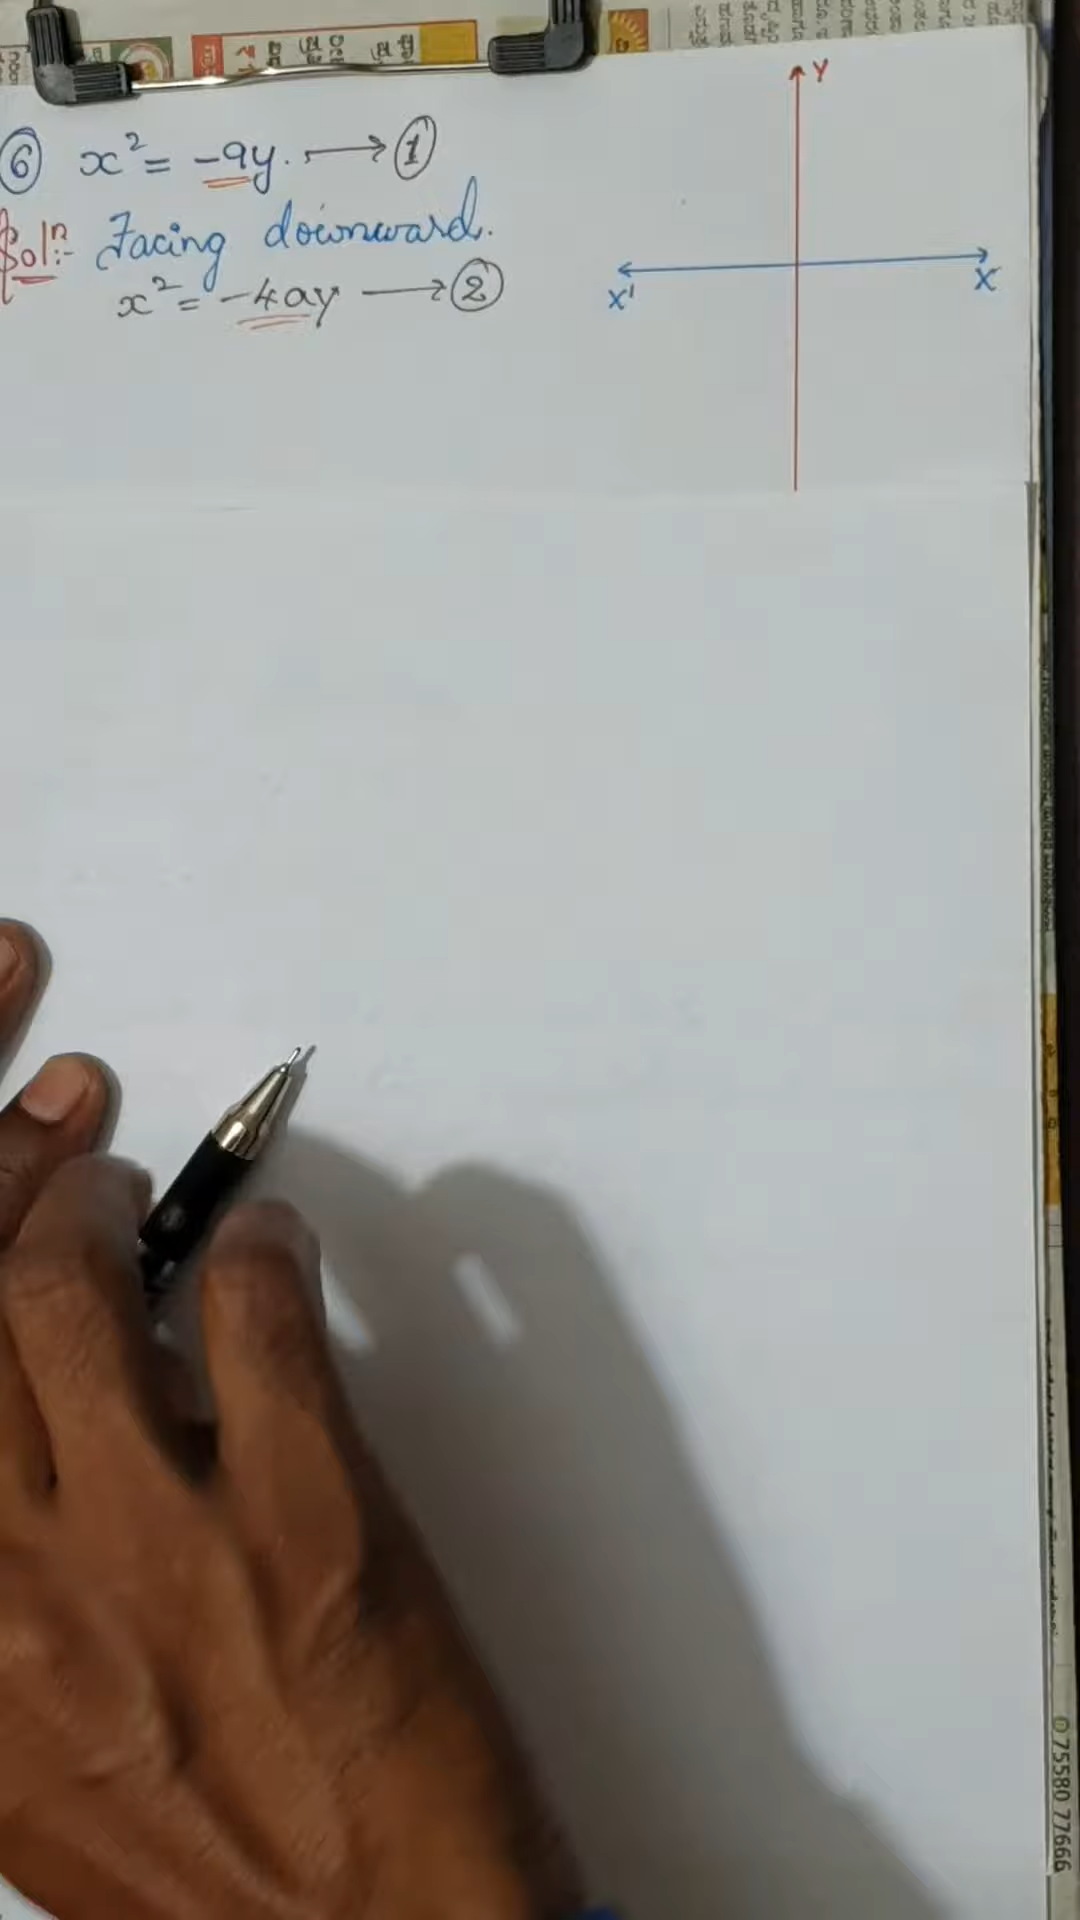 ⑥ x² = -9y. → ①
Solⁿ:- Facing downward.
x² = -4ay → ②
Y
X' X
75580 77666